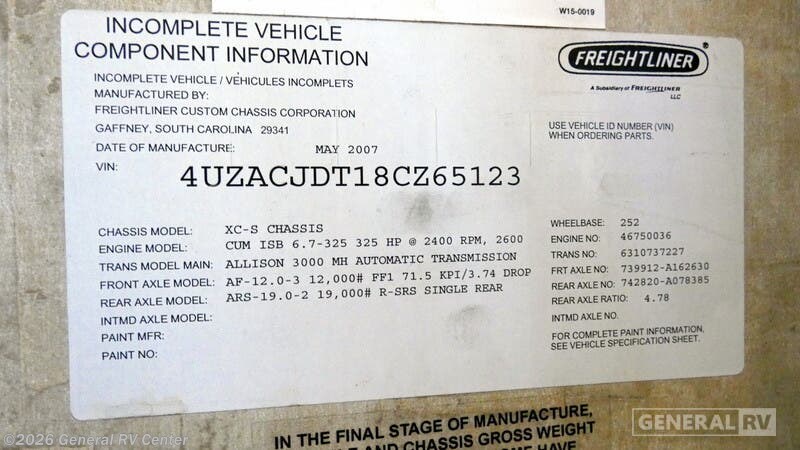 W15-0019
INCOMPLETE VEHICLE
COMPONENT INFORMATION
FREIGHTLINER
A Subsidiary of FREIGHTLINER
LLC
INCOMPLETE VEHICLE / VEHICULES INCOMPLETS
MANUFACTURED BY:
FREIGHTLINER CUSTOM CHASSIS CORPORATION
GAFFNEY, SOUTH CAROLINA 29341
USE VEHICLE ID NUMBER (VIN)
WHEN ORDERING PARTS.
DATE OF MANUFACTURE: MAY 2007
VIN: 4UZACJDT18CZ65123
CHASSIS MODEL: XC-S CHASSIS
ENGINE MODEL: CUM ISB 6.7-325 325 HP @ 2400 RPM, 2600
TRANS MODEL MAIN: ALLISON 3000 MH AUTOMATIC TRANSMISSION
FRONT AXLE MODEL: AF-12.0-3 12,000# FF1 71.5 KPI/3.74 DROP
REAR AXLE MODEL: ARS-19.0-2 19,000# R-SRS SINGLE REAR
INTMD AXLE MODEL:
PAINT MFR:
PAINT NO:
WHEELBASE: 252
ENGINE NO: 46750036
TRANS NO: 6310737227
FRT AXLE NO: 739912-A162630
REAR AXLE NO: 742820-A078385
REAR AXLE RATIO: 4.78
INTMD AXLE NO.
FOR COMPLETE PAINT INFORMATION,
SEE VEHICLE SPECIFICATION SHEET.
IN THE FINAL STAGE OF MANUFACTURE,
AND CHASSIS GROSS WEIGHT
HAVE
GENERAL RV
©2026 General RV Center